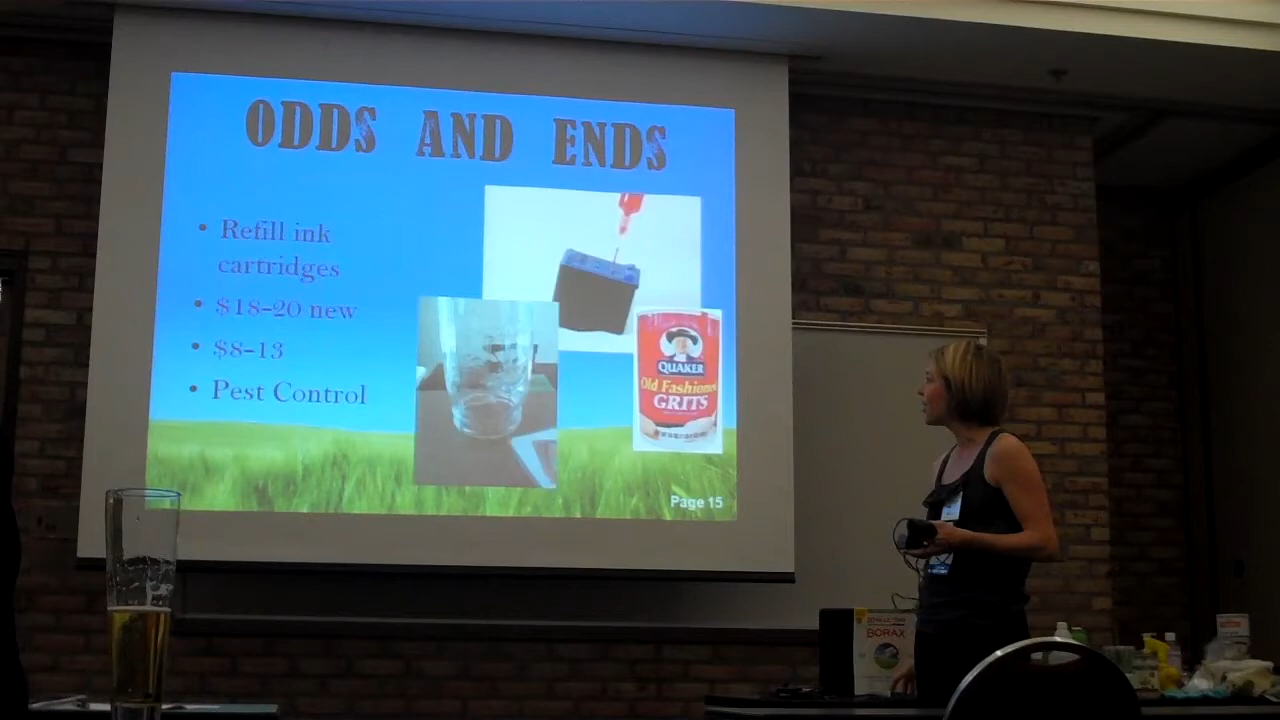 ODDS AND ENDS
• Refill ink
cartridges
• $18-20 new
• $8-13
• Pest Control
QUAKER
Old Fashioned
GRITS
Page 15
BORAX